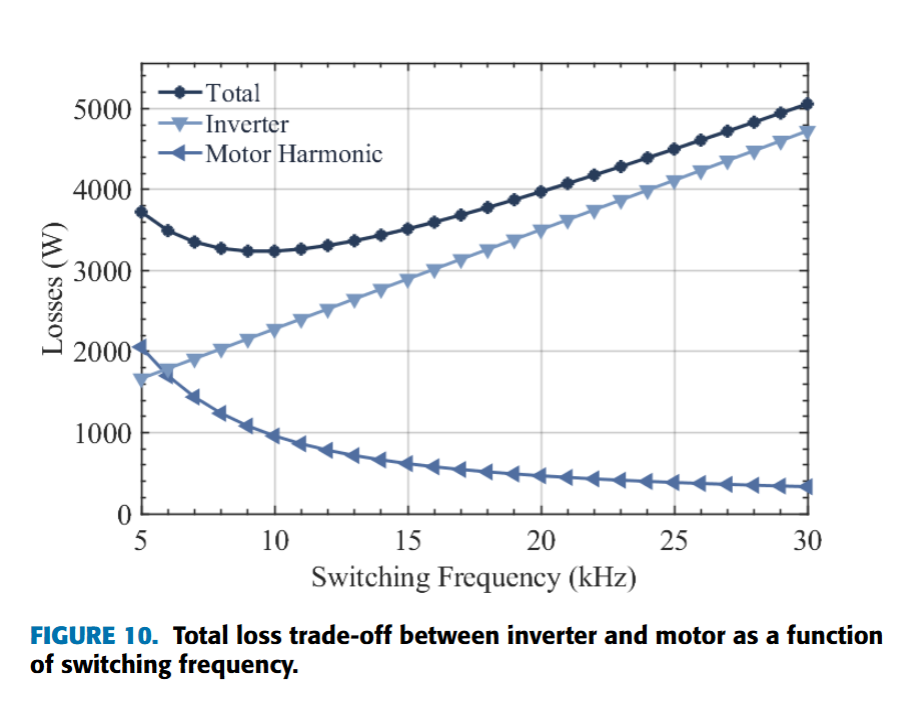 Total
Inverter
Motor Harmonic
5000
4000
3000
2000
1000
0
Losses (W)
5 10 15 20 25 30
Switching Frequency (kHz)
FIGURE 10. Total loss trade-off between inverter and motor as a function
of switching frequency.